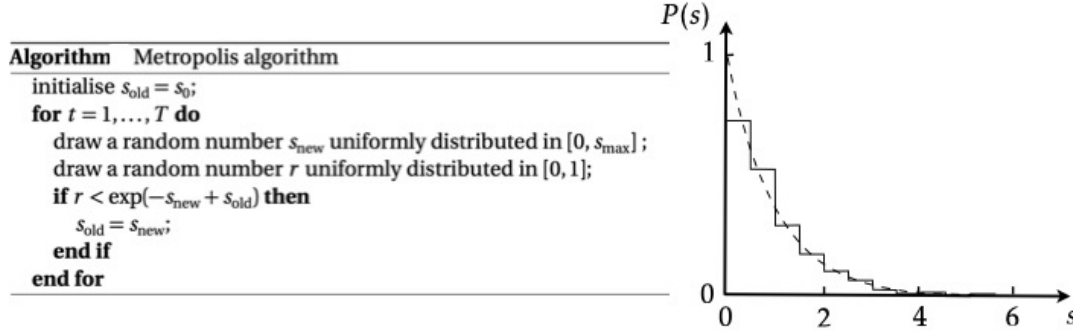 Algorithm Metropolis algorithm
initialise s_old = s_0;
for t = 1,..., T do
draw a random number s_new uniformly distributed in [0, s_max] ;
draw a random number r uniformly distributed in [0, 1];
if r < exp(−s_new + s_old) then
s_old = s_new;
end if
end for
P(s)
1
0
0 2 4 6 s